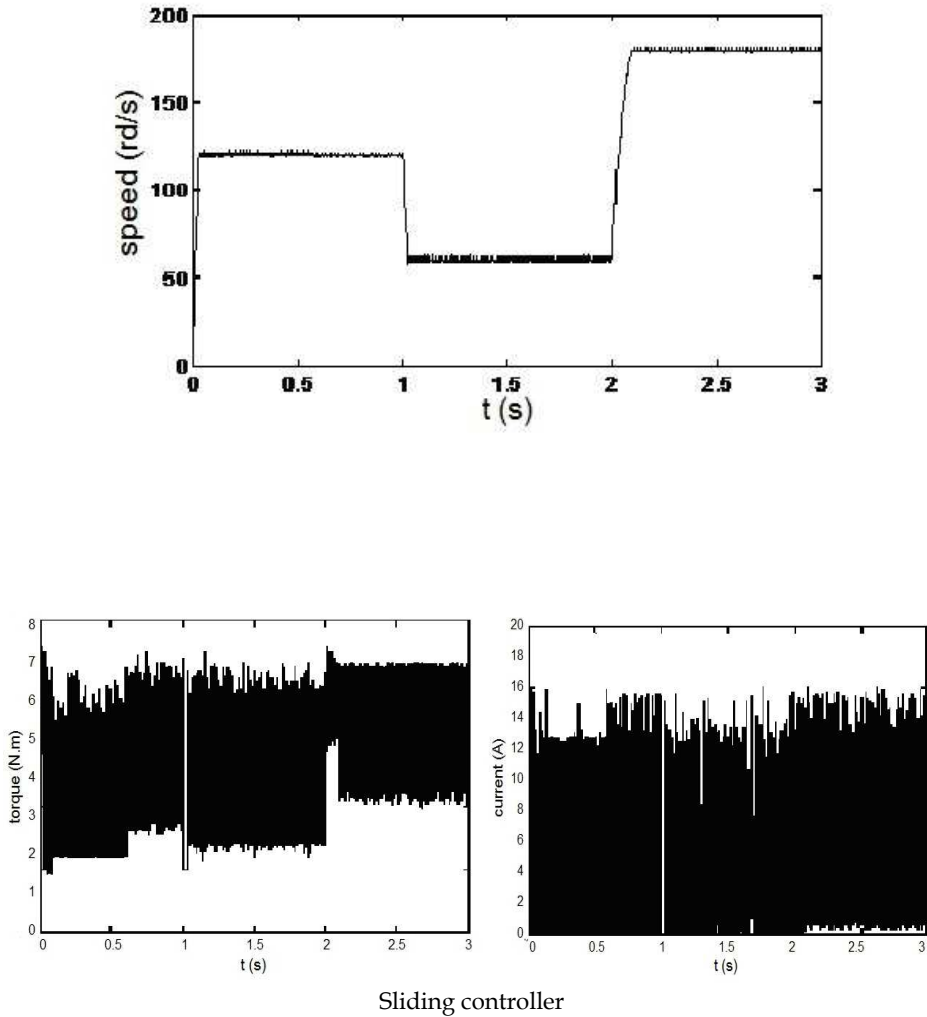 200
150
100
50
0
speed (rd/s)
0 0.5 1 1.5 2 2.5 3
t (s)
8
7
6
5
4
3
2
1
0
torque (N.m)
0 0.5 1 1.5 2 2.5 3
t (s)
20
18
16
14
12
10
8
6
4
2
0
current (A)
0 0.5 1 1.5 2 2.5 3
t (s)
Sliding controller